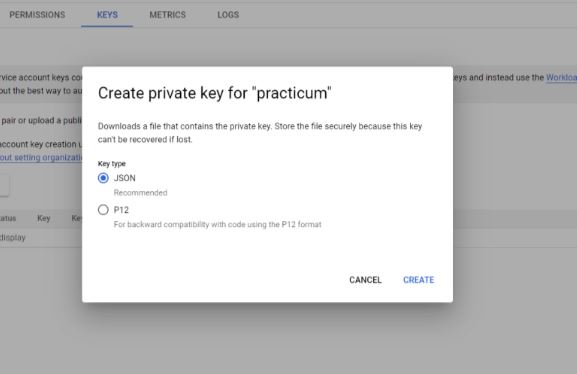 PERMISSIONS KEYS METRICS LOGS
rvice account keys co
eys and instead use the Workloa
out the best way to au
pair or upload a publi
account key creation u
out setting organizati
Create private key for "practicum"
Downloads a file that contains the private key. Store the file securely because this key
can't be recovered if lost.
Key type
JSON
Recommended
P12
For backward compatibility with code using the P12 format
CANCEL CREATE
tatus Key Ke
display